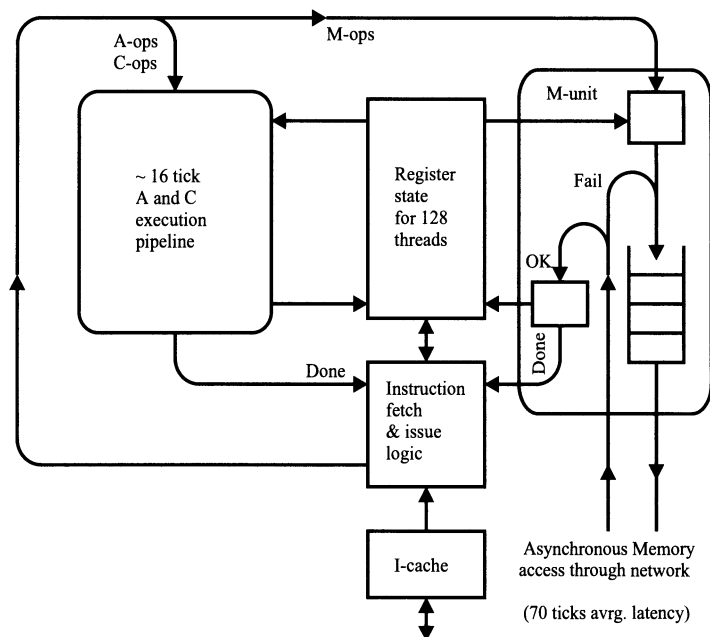 A-ops
C-ops
M-ops
M-unit
~ 16 tick
A and C
execution
pipeline
Register
state
for 128
threads
Fail
OK
Done
Done
Instruction
fetch
& issue
logic
I-cache
Asynchronous Memory
access through network
(70 ticks avrg. latency)